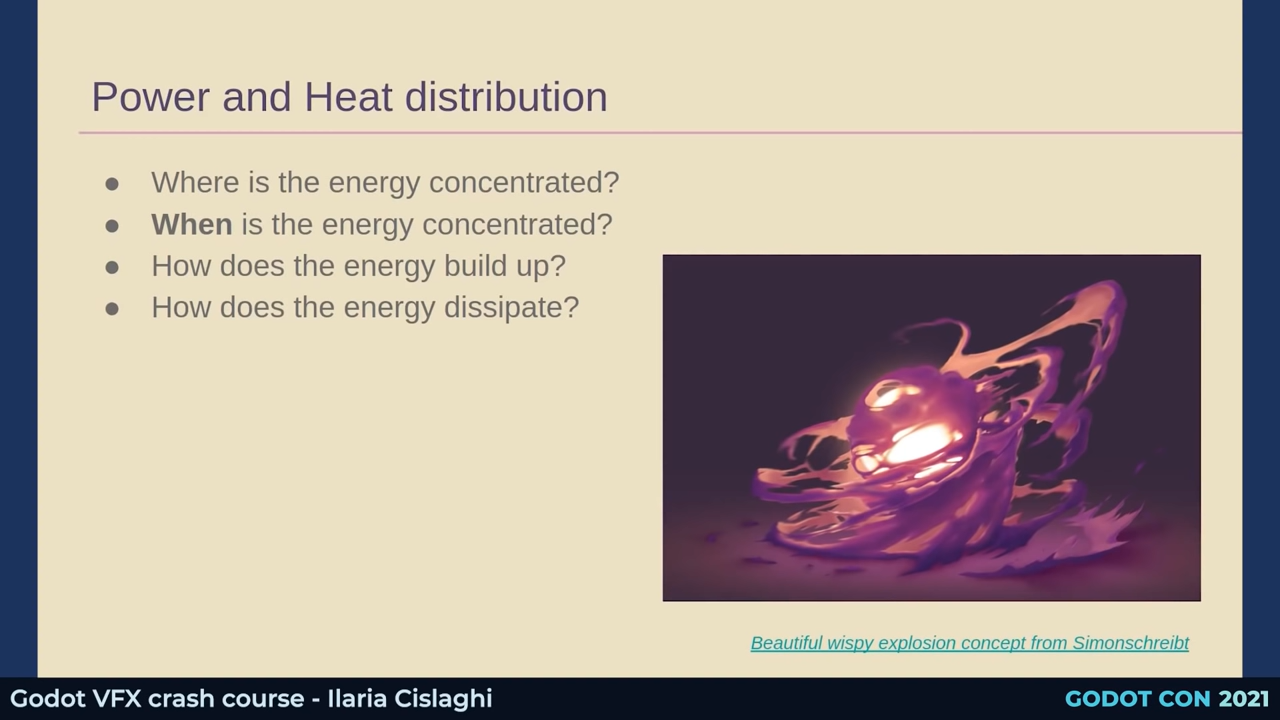 Power and Heat distribution
● Where is the energy concentrated?
● When is the energy concentrated?
● How does the energy build up?
● How does the energy dissipate?
Beautiful wispy explosion concept from Simonschreibt
Godot VFX crash course - Ilaria Cislaghi
GODOT CON 2021